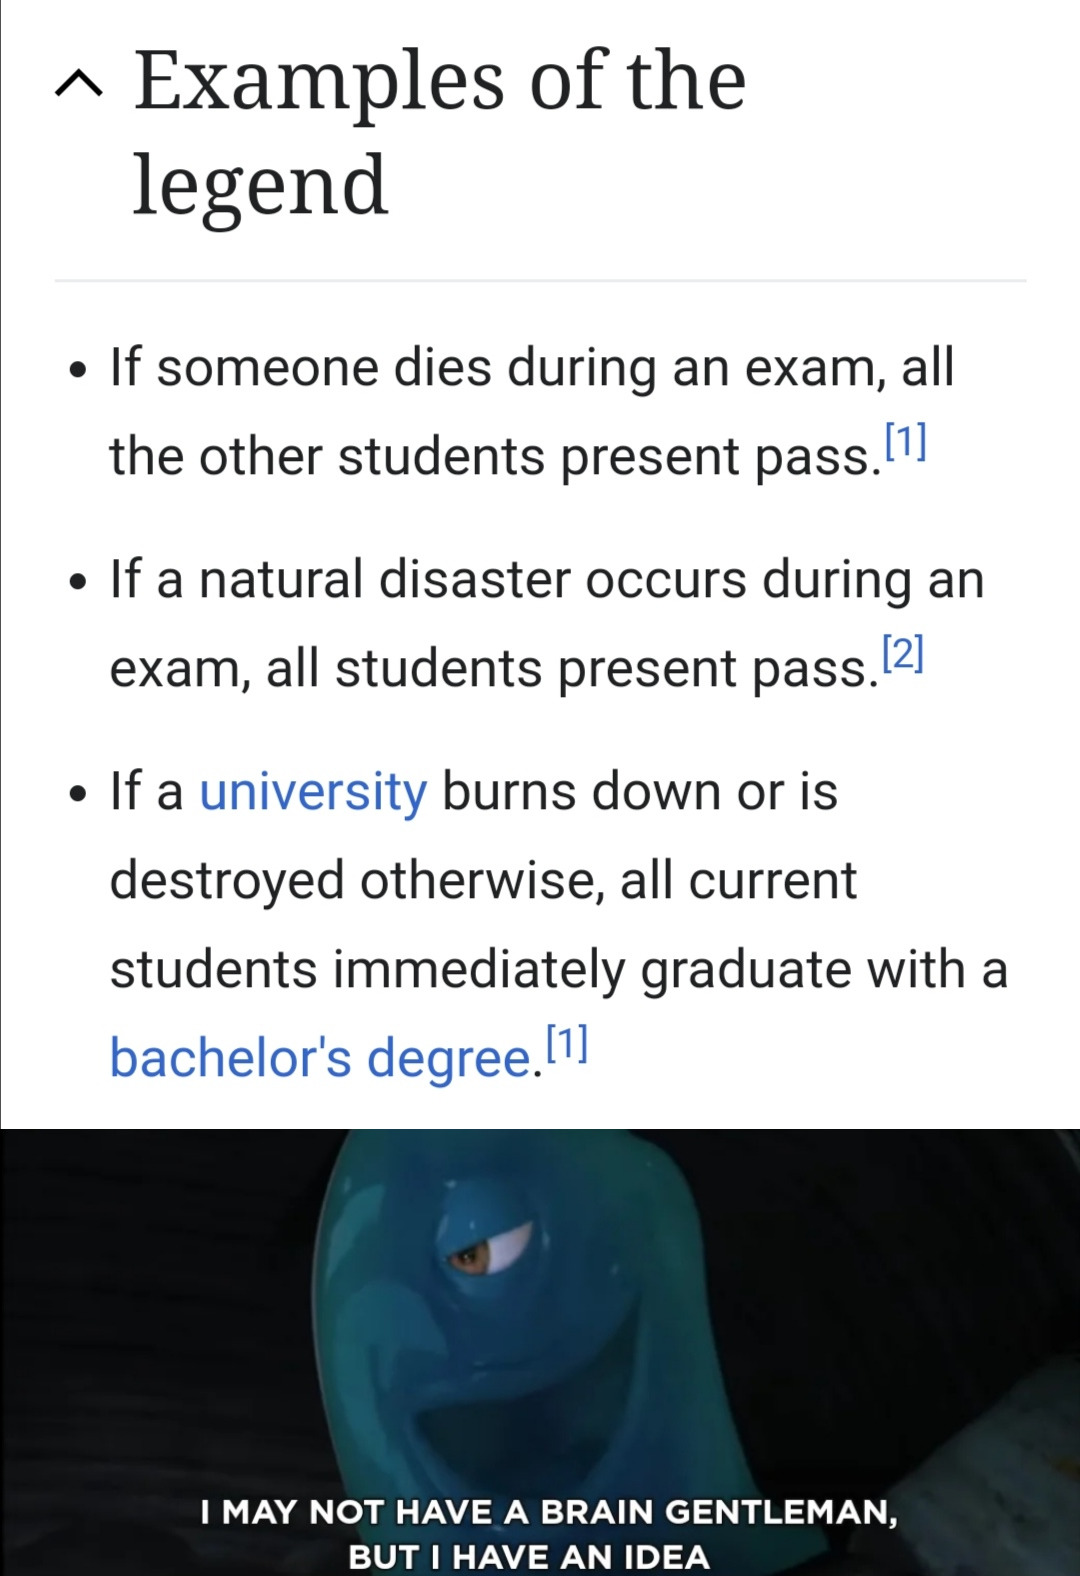 Examples of the
legend
• If someone dies during an exam, all
the other students present pass.[1]
• If a natural disaster occurs during an
exam, all students present pass.[2]
• If a university burns down or is
destroyed otherwise, all current
students immediately graduate with a
bachelor's degree.[1]
I MAY NOT HAVE A BRAIN GENTLEMAN,
BUT I HAVE AN IDEA